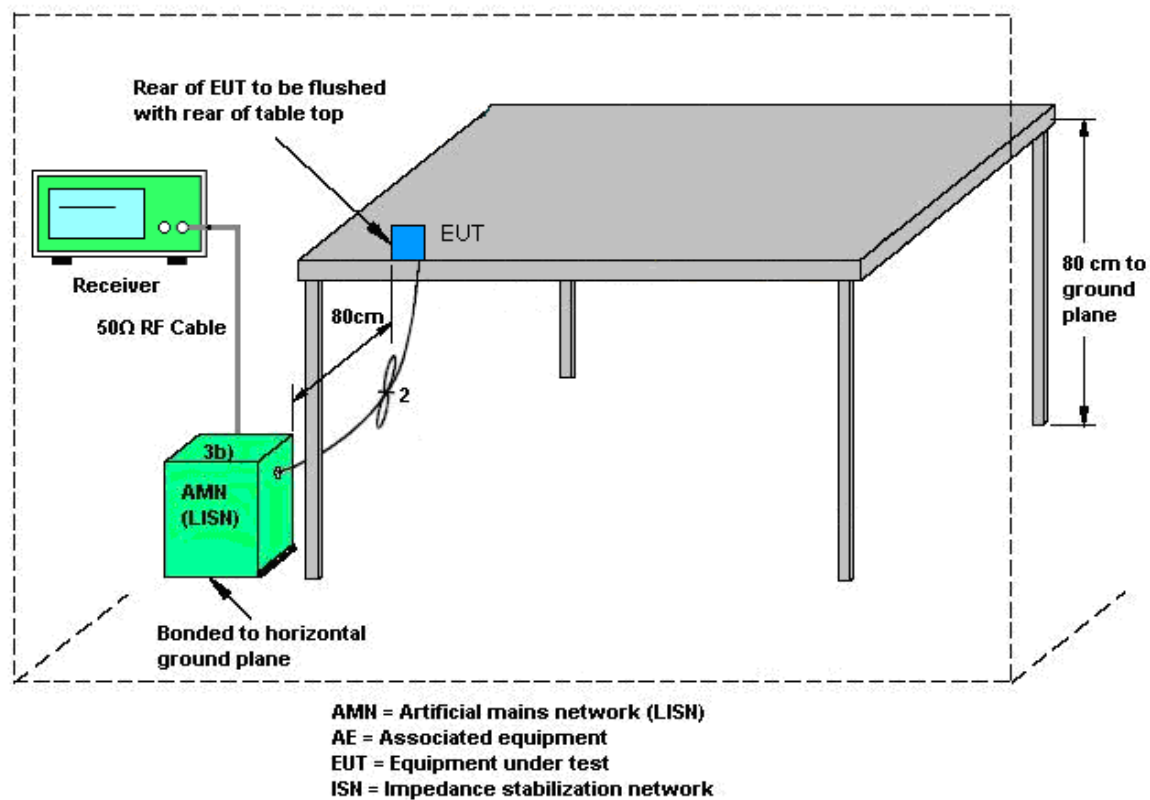 Rear of EUT to be flushed
with rear of table top
EUT
Receiver
50Ω RF Cable
80cm
80 cm to
ground
plane
2
3b)
AMN
(LISN)
Bonded to horizontal
ground plane
AMN = Artificial mains network (LISN)
AE = Associated equipment
EUT = Equipment under test
ISN = Impedance stabilization network